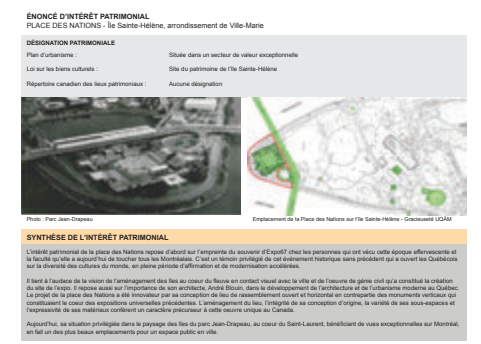 ÉNONCÉ D'INTÉRÊT PATRIMONIAL
PLACE DES NATIONS - Île Sainte-Hélène, arrondissement de Ville-Marie
DÉSIGNATION PATRIMONIALE
Plan d'urbanisme : Située dans un secteur de valeur exceptionnelle
Loi sur les biens culturels : Site du patrimoine de l'île Sainte-Hélène
Répertoire canadien des lieux patrimoniaux : Aucune désignation
Photo : Parc Jean-Drapeau
Emplacement de la Place des Nations sur l'île Sainte-Hélène - Gracieuseté UQÀM
SYNTHÈSE DE L'INTÉRÊT PATRIMONIAL
L'intérêt patrimonial de la place des Nations repose d'abord sur l'empreinte du souvenir d'Expo67 chez les personnes qui ont vécu cette époque effervescente et
la faculté qu'elle a aujourd'hui de toucher tous les Montréalais. C'est un témoin privilégié de cet événement historique sans précédent qui a ouvert les Québécois
sur la diversité des cultures du monde, en pleine période d'affirmation et de modernisation accélérées.
Il tient à l'audace de la vision de l'aménagement des îles au coeur du fleuve en contact visuel avec la ville et de l'oeuvre de génie civil qu'a constitué la création
du site de l'expo. Il repose aussi sur l'importance de son architecte, André Blouin, dans le développement de l'architecture et de l'urbanisme moderne au Québec.
Le projet de la place des Nations a été innovateur par sa conception de lieu de rassemblement ouvert et horizontal en contrepartie des monuments verticaux qui
constituaient le coeur des expositions universelles précédentes. L'aménagement du lieu, l'intégrité de sa conception d'origine, la variété de ses sous-espaces et
l'expressivité de ses matériaux confèrent un caractère précurseur à cette oeuvre unique au Canada.
Aujourd'hui, sa situation privilégiée dans le paysage des îles du parc Jean-Drapeau, au coeur du Saint-Laurent, bénéficiant de vues exceptionnelles sur Montréal,
en fait un des plus beaux emplacements pour un espace public en ville.